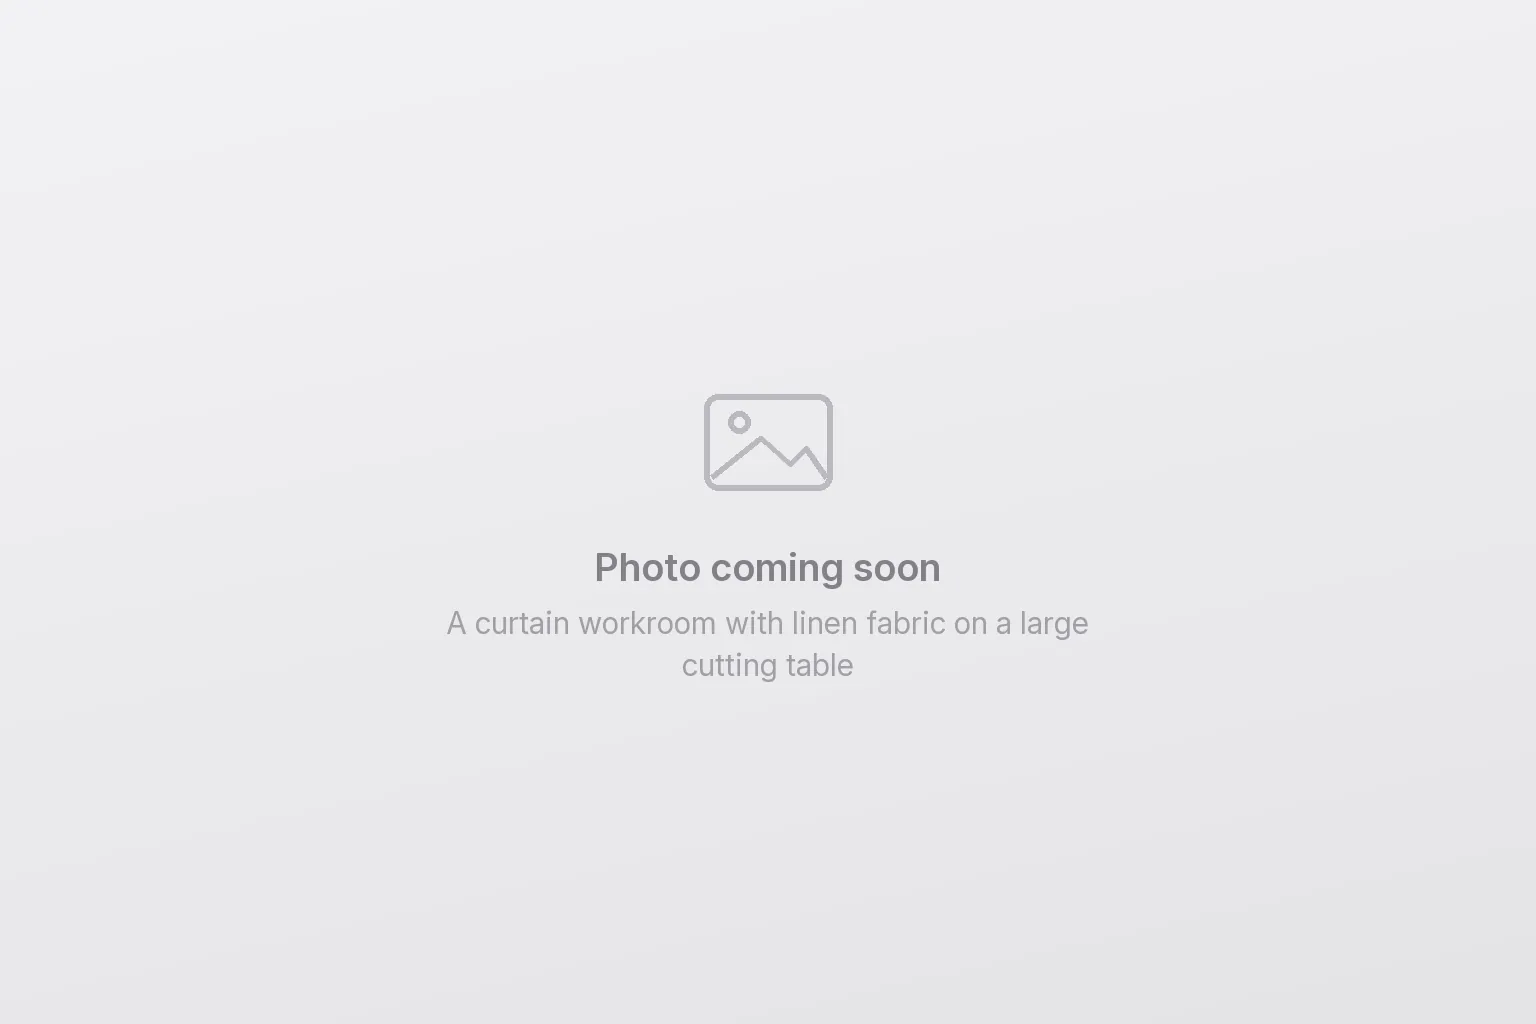 Photo coming soon
A curtain workroom with linen fabric on a large
cutting table